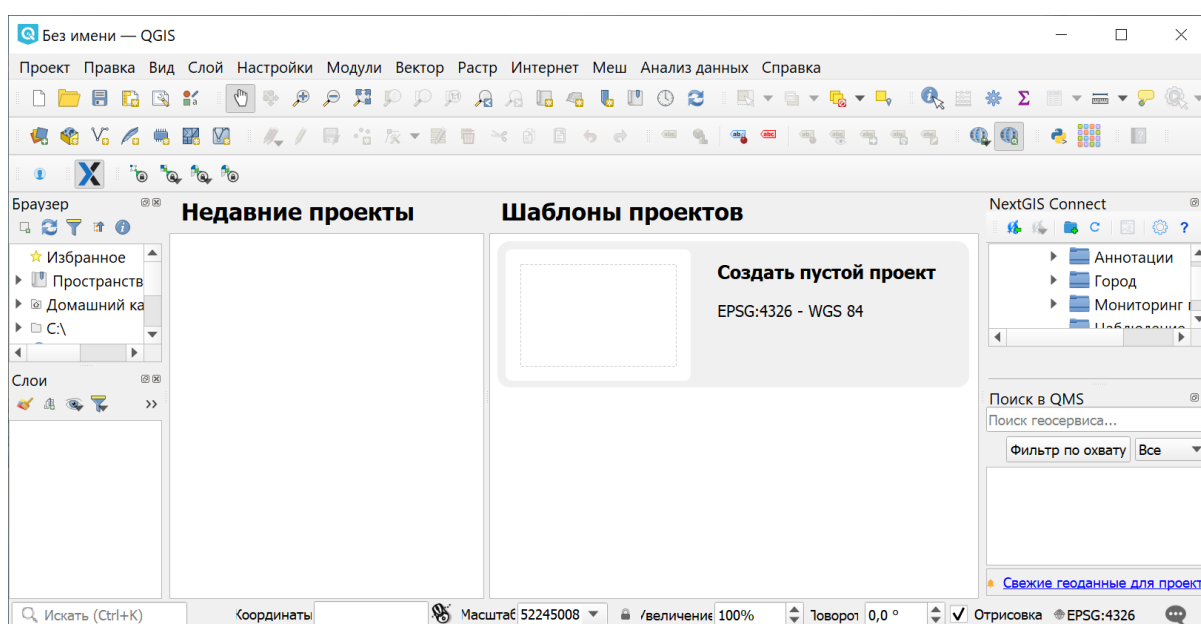 Без имени — QGIS
Проект Правка Вид Слой Настройки Модули Вектор Растр Интернет Меш Анализ данных Справка
Браузер
Избранное
Пространств
Домашний ка
C:\
Слои
Недавние проекты
Шаблоны проектов
Создать пустой проект
EPSG:4326 - WGS 84
NextGIS Connect
Аннотации
Город
Мониторинг
Наблюдение
Поиск в QMS
Поиск геосервиса...
Фильтр по охвату Все
Свежие геоданные для проект
Искать (Ctrl+K) Координаты Масштаб 52245008 величение 100% оворот 0,0 ° Отрисовка EPSG:4326